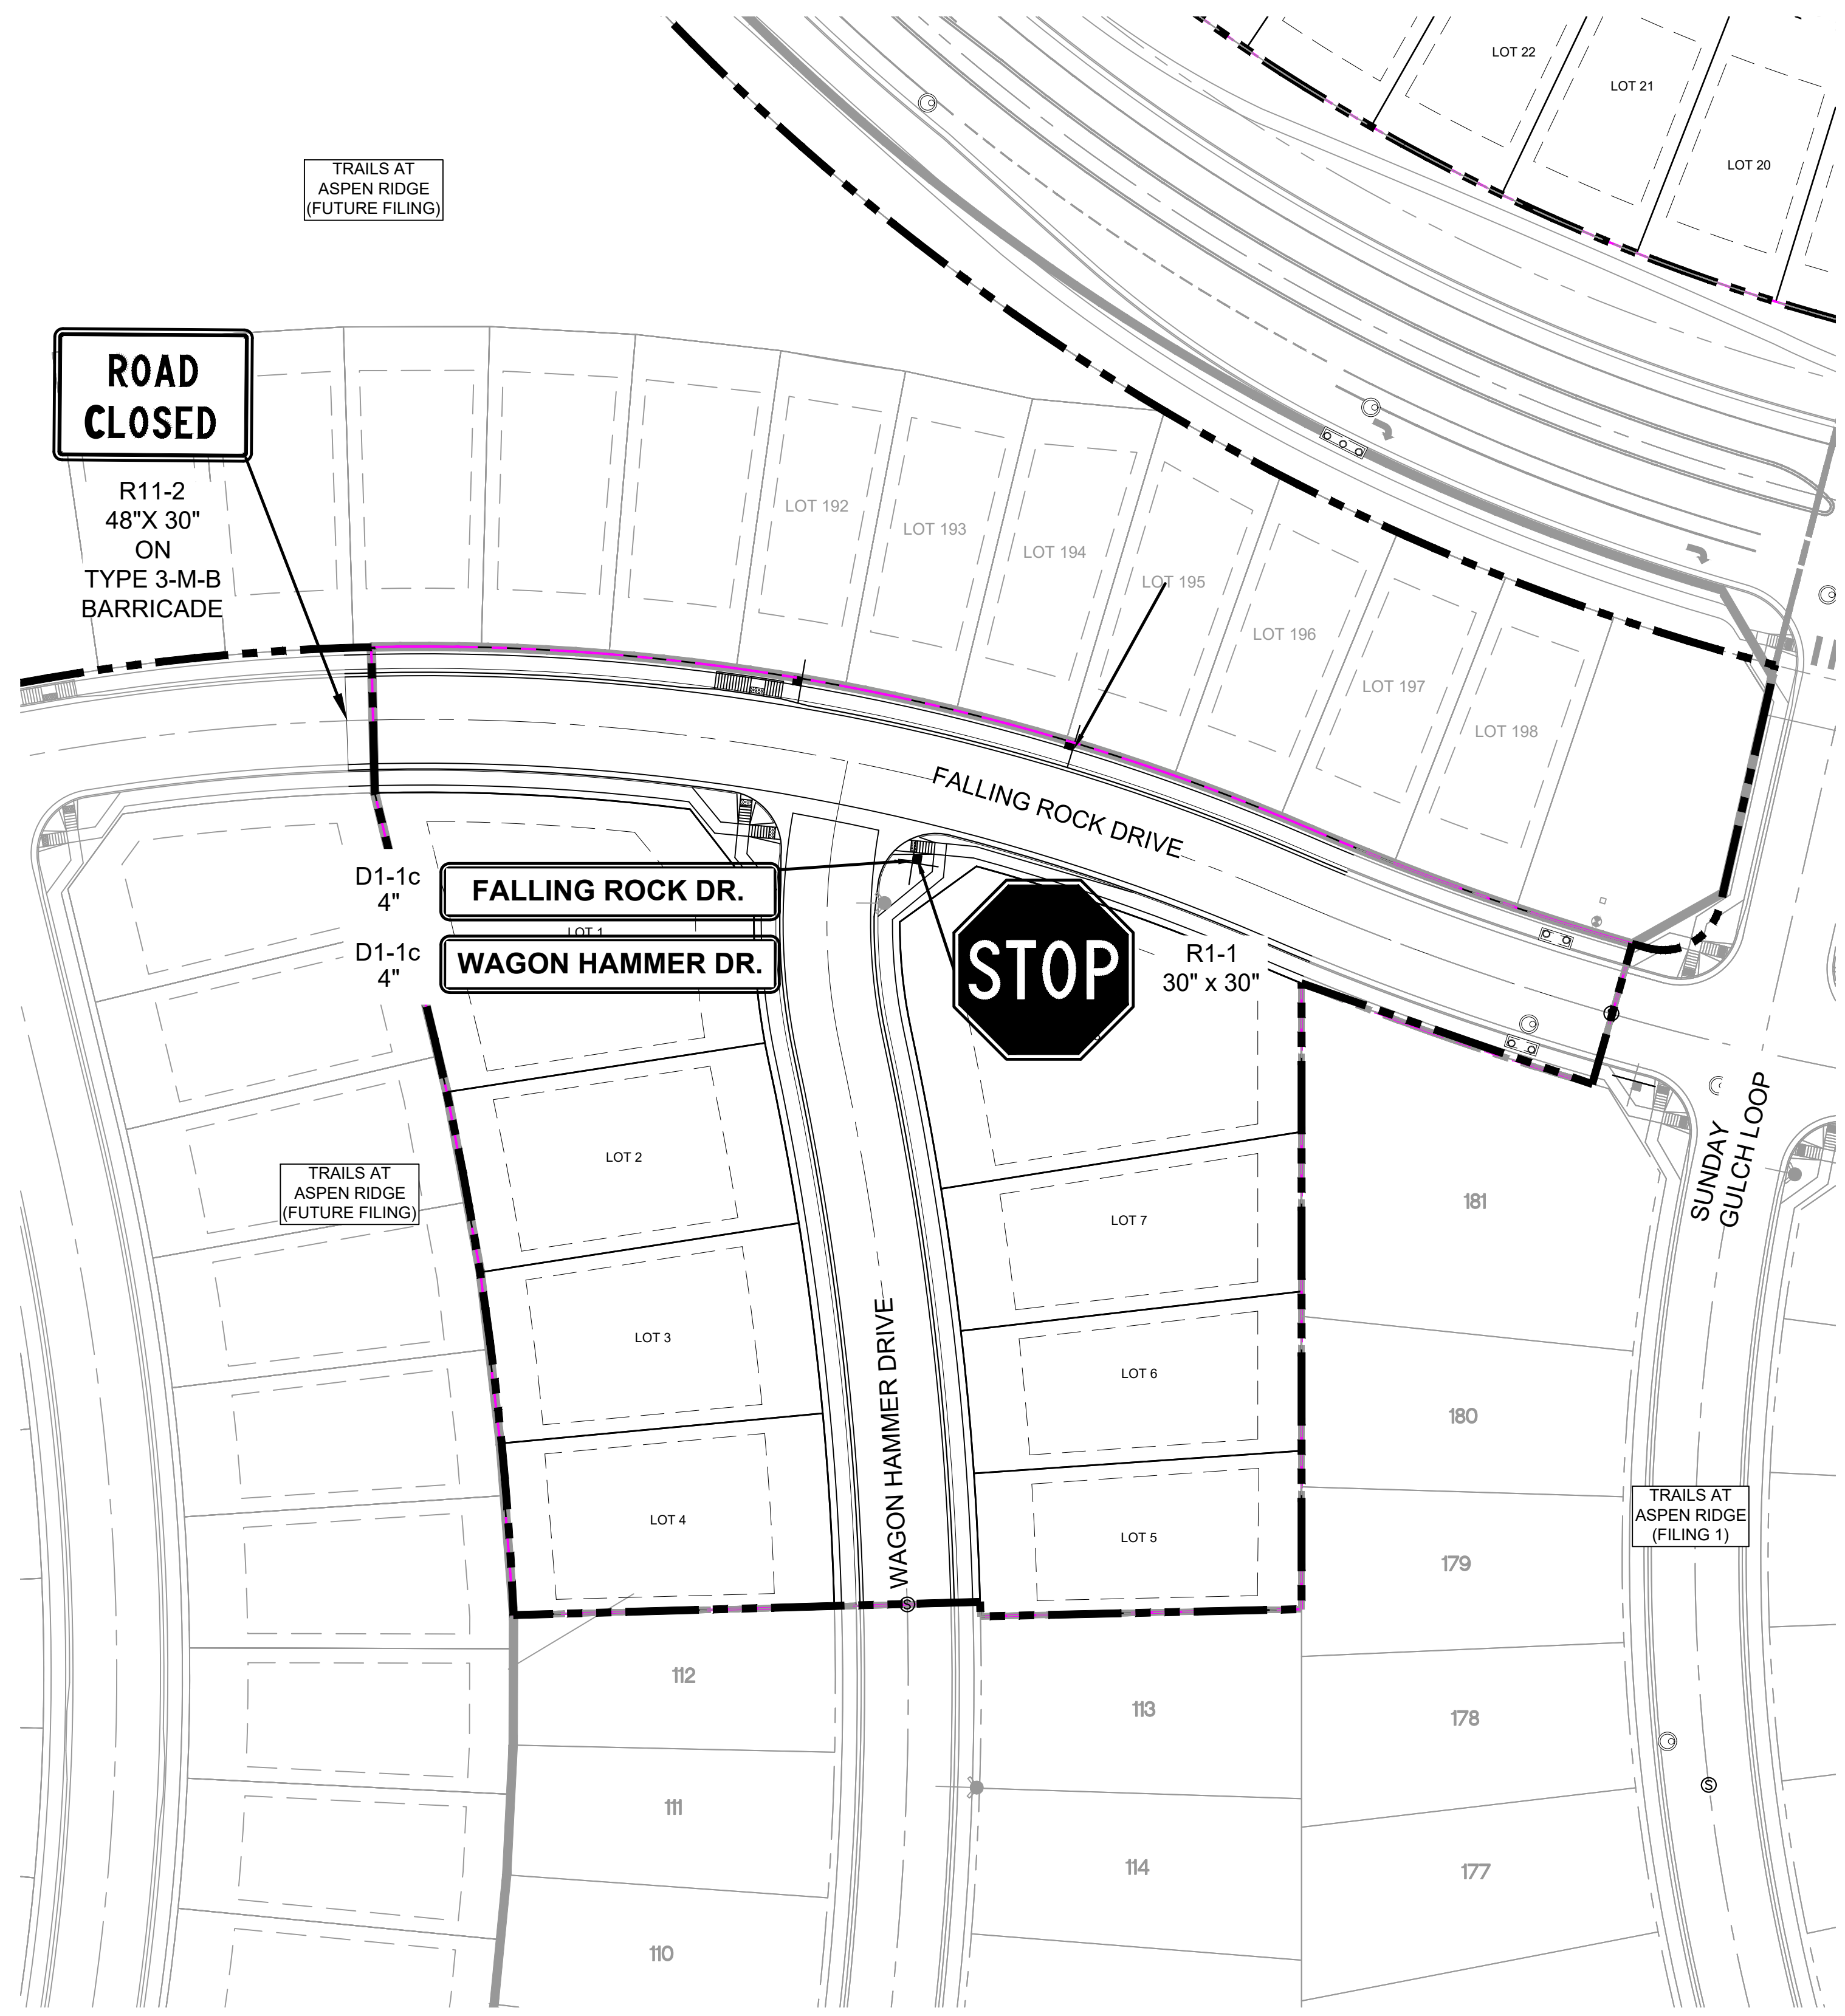 LOT 22
LOT 21
LOT 20
TRAILS AT
ASPEN RIDGE
(FUTURE FILING)
ROAD
CLOSED
R11-2
48"X 30"
ON
TYPE 3-M-B
BARRICADE
LOT 192
LOT 193
LOT 194
LOT 195
LOT 196
LOT 197
LOT 198
FALLING ROCK DRIVE
D1-1c
4"
FALLING ROCK DR.
LOT 1
D1-1c
4"
WAGON HAMMER DR.
STOP
R1-1
30" x 30"
SUNDAY
GULCH LOOP
TRAILS AT
ASPEN RIDGE
(FUTURE FILING)
LOT 2
LOT 3
LOT 4
WAGON HAMMER DRIVE
S
LOT 7
LOT 6
LOT 5
181
180
179
TRAILS AT
ASPEN RIDGE
(FILING 1)
112
113
178
S
111
114
177
110